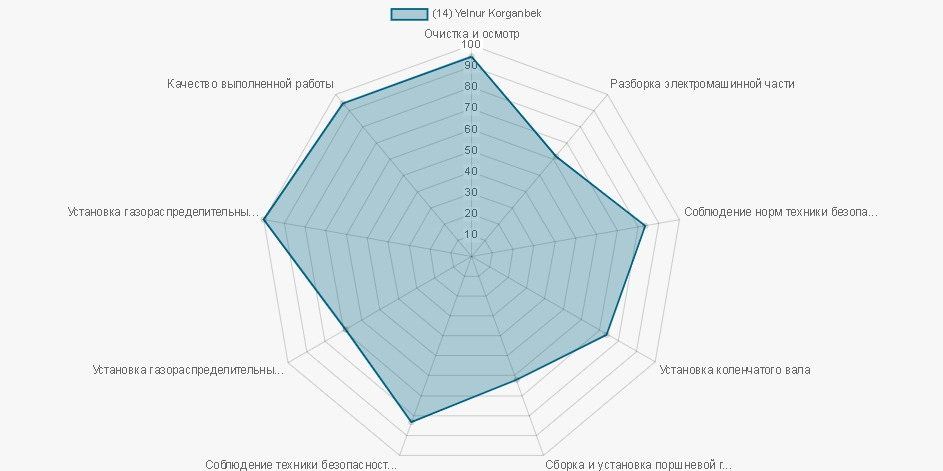 (14) Yelnur Korganbek
Очистка и осмотр
100
90
Качество выполненной работы
Разборка электромашинной части
80
70
60
50
40
30
Установка газораспределительны...
Соблюдение норм техники безопа...
20
10
Установка газораспределительны...
Установка коленчатого вала
Соблюдение техники безопасност...
Сборка и установка поршневой г...